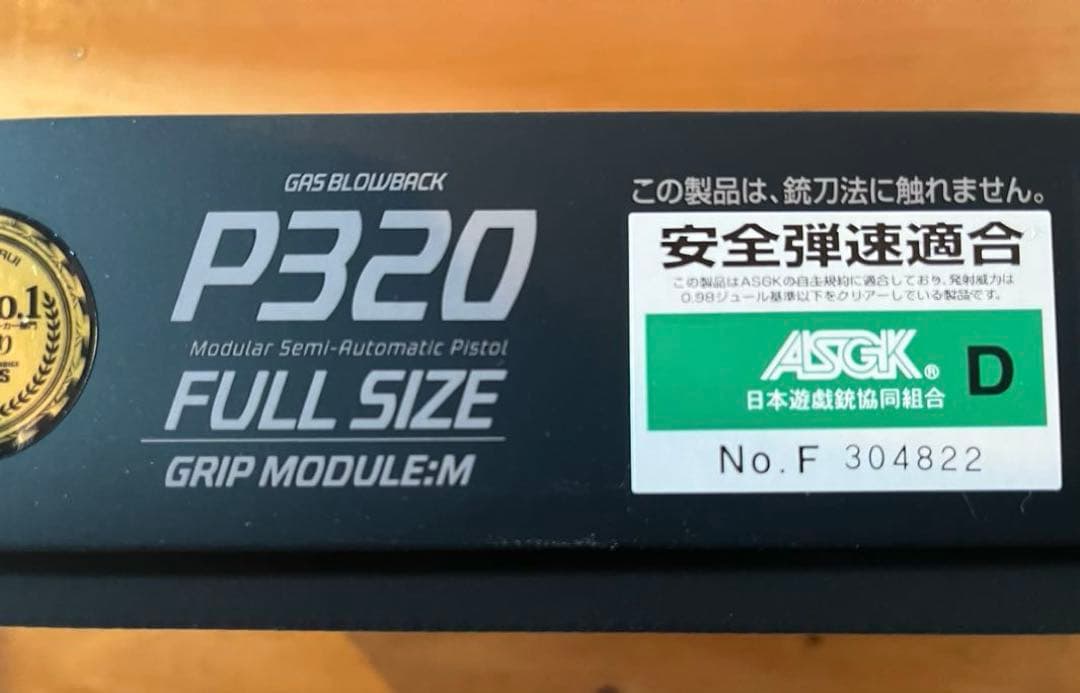 RUI
o.1
GAS BLOWBACK
P320
Modular Semi-Automatic Pistol
FULL SIZE
GRIP MODULE:M
この製品は、銃刀法に触れません。
安全弾速適合
この製品はASGKの自主規約に適合しており、発射威力は
0.98ジュール基準以下をクリアーしている製品です。
ASGK® D
日本遊戯銃協同組合
No.F 304822